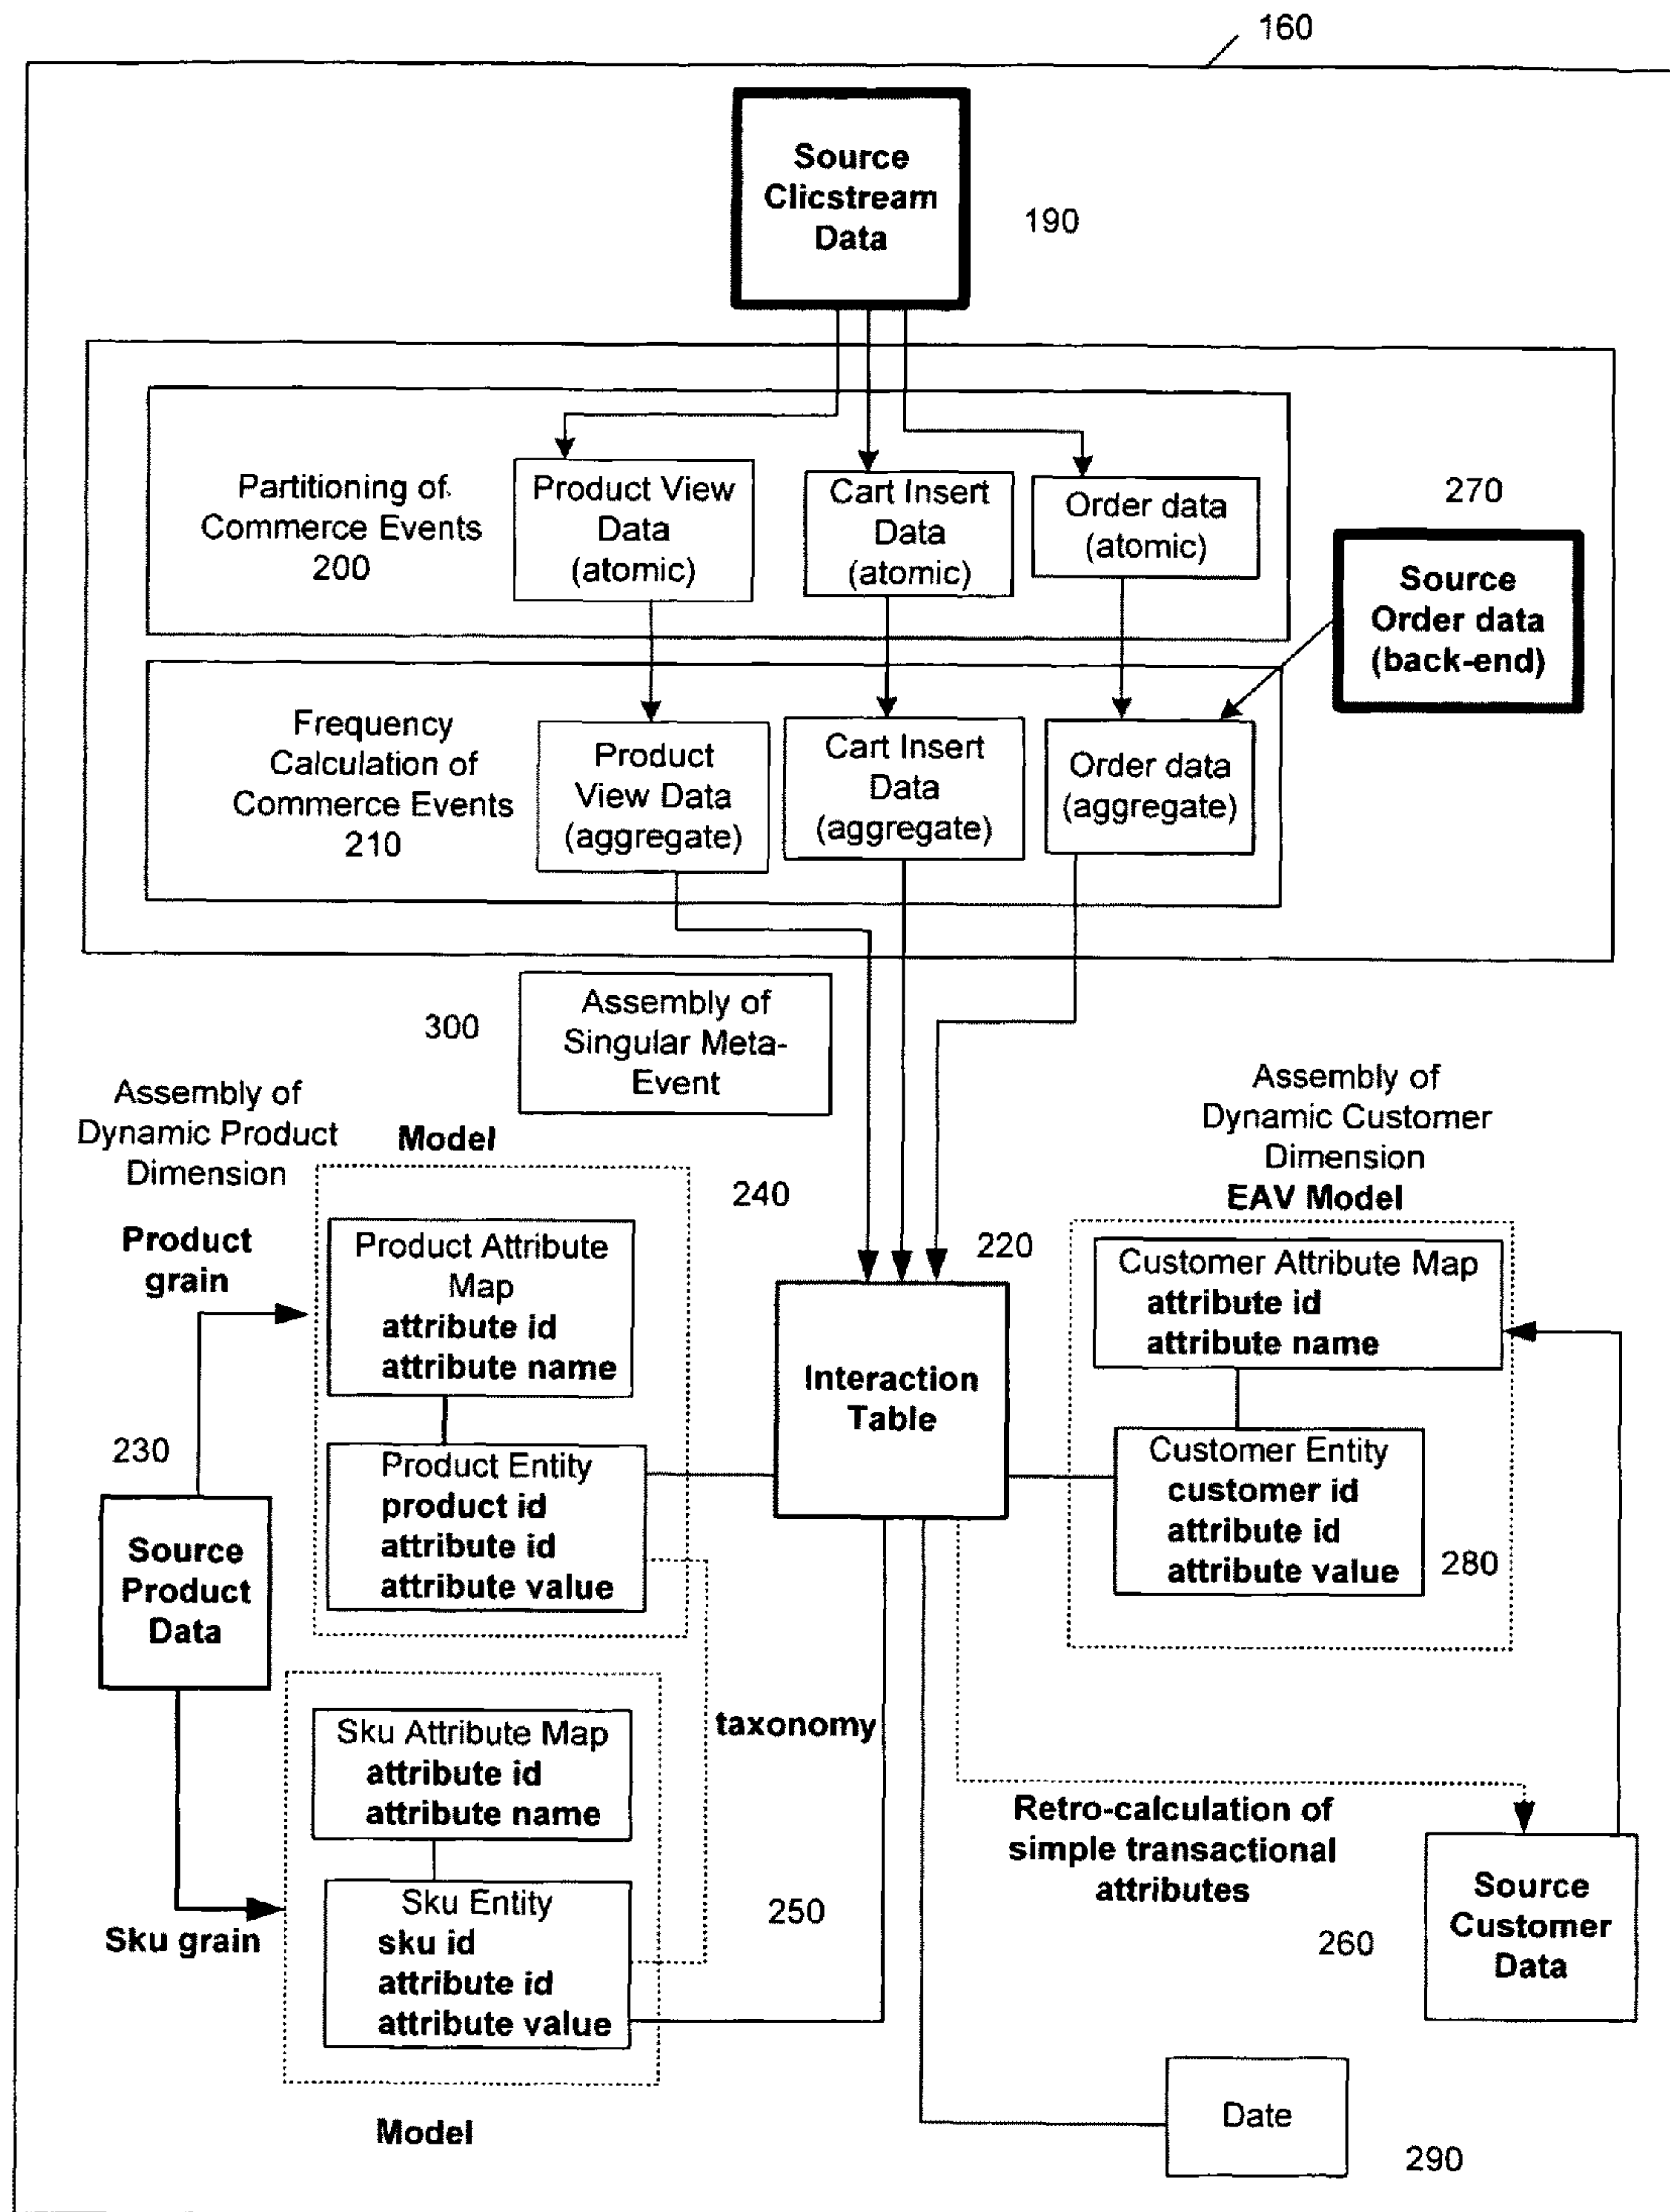 160
Source
Clicstream
Data
190
Partitioning of
Commerce Events
200
Product View
Data
(atomic)
Cart Insert
Data
(atomic)
Order data
(atomic)
270
Source
Order data
(back-end)
Frequency
Calculation of
Commerce Events
210
Product
View Data
(aggregate)
Cart Insert
Data
(aggregate)
Order data
(aggregate)
300
Assembly of
Singular Meta-
Event
Assembly of
Dynamic Product
Dimension
Model
240
Product
grain
Product Attribute
Map
attribute id
attribute name
230
Product Entity
product id
attribute id
attribute value
Source
Product
Data
220
Interaction
Table
Assembly of
Dynamic Customer
Dimension
EAV Model
Customer Attribute Map
attribute id
attribute name
Customer Entity
customer id
attribute id
attribute value
280
taxonomy
Sku Attribute Map
attribute id
attribute name
Sku grain
Sku Entity
sku id
attribute id
attribute value
250
Model
Retro-calculation of
simple transactional
attributes
260
Source
Customer
Data
Date
290